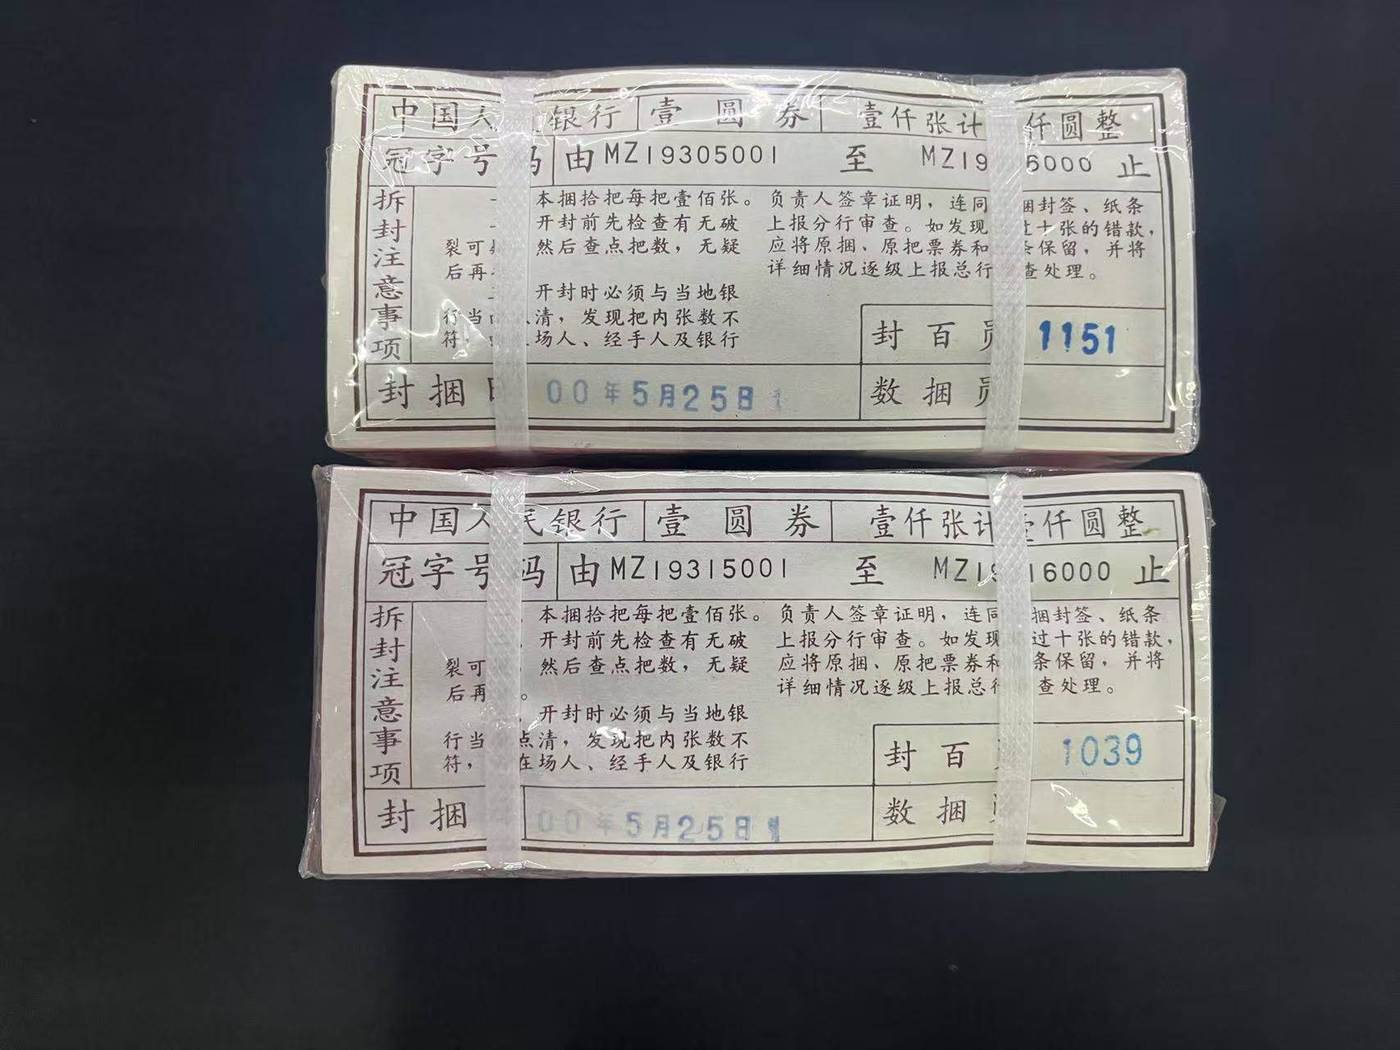 中国人 银行 壹圆券 壹仟张计 仟圆整
冠字号码 由MZ19305001 至 MZ19 6000 止
拆封注意事项
本捆拾把每把壹佰张。
开封前先检查有无破
裂可 然后查点把数，无疑
后再
开封时必须与当地银
行当 清，发现把内张数不
符， 场人、经手人及银行
负责人签章证明，连同 捆封签、纸条
上报分行审查。如发现 过十张的错款，
应将原捆、原把票券和 条保留，并将
详细情况逐级上报总行 查处理。
封百员 1151
封捆日 00年5月25日
数捆员
中国人民银行 壹圆券 壹仟张计壹仟圆整
冠字号码 由MZ19315001 至 MZ19 16000 止
拆封注意事项
本捆拾把每把壹佰张。
开封前先检查有无破
裂可 然后查点把数，无疑
后再 。
开封时必须与当地银
行当 点清，发现把内张数不
符， 在场人、经手人及银行
负责人签章证明，连同 捆封签、纸条
上报分行审查。如发现 过十张的错款，
应将原捆、原把票券和 条保留，并将
详细情况逐级上报总行 查处理。
封百 1039
封捆 00年5月25日
数捆